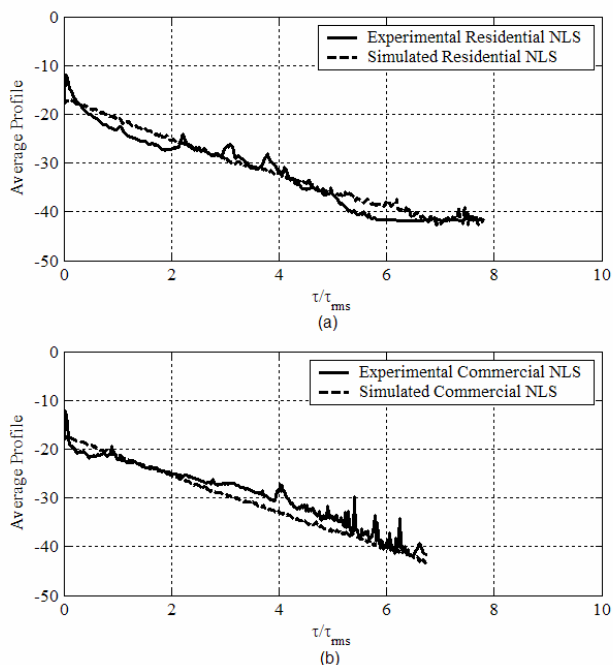 0
-10
-20
-30
-40
-50
Average Profile
Experimental Residential NLS
Simulated Residential NLS
0 2 4 6 8 10
τ/τrms
(a)
0
-10
-20
-30
-40
-50
Average Profile
Experimental Commercial NLS
Simulated Commercial NLS
0 2 4 6 8 10
τ/τrms
(b)